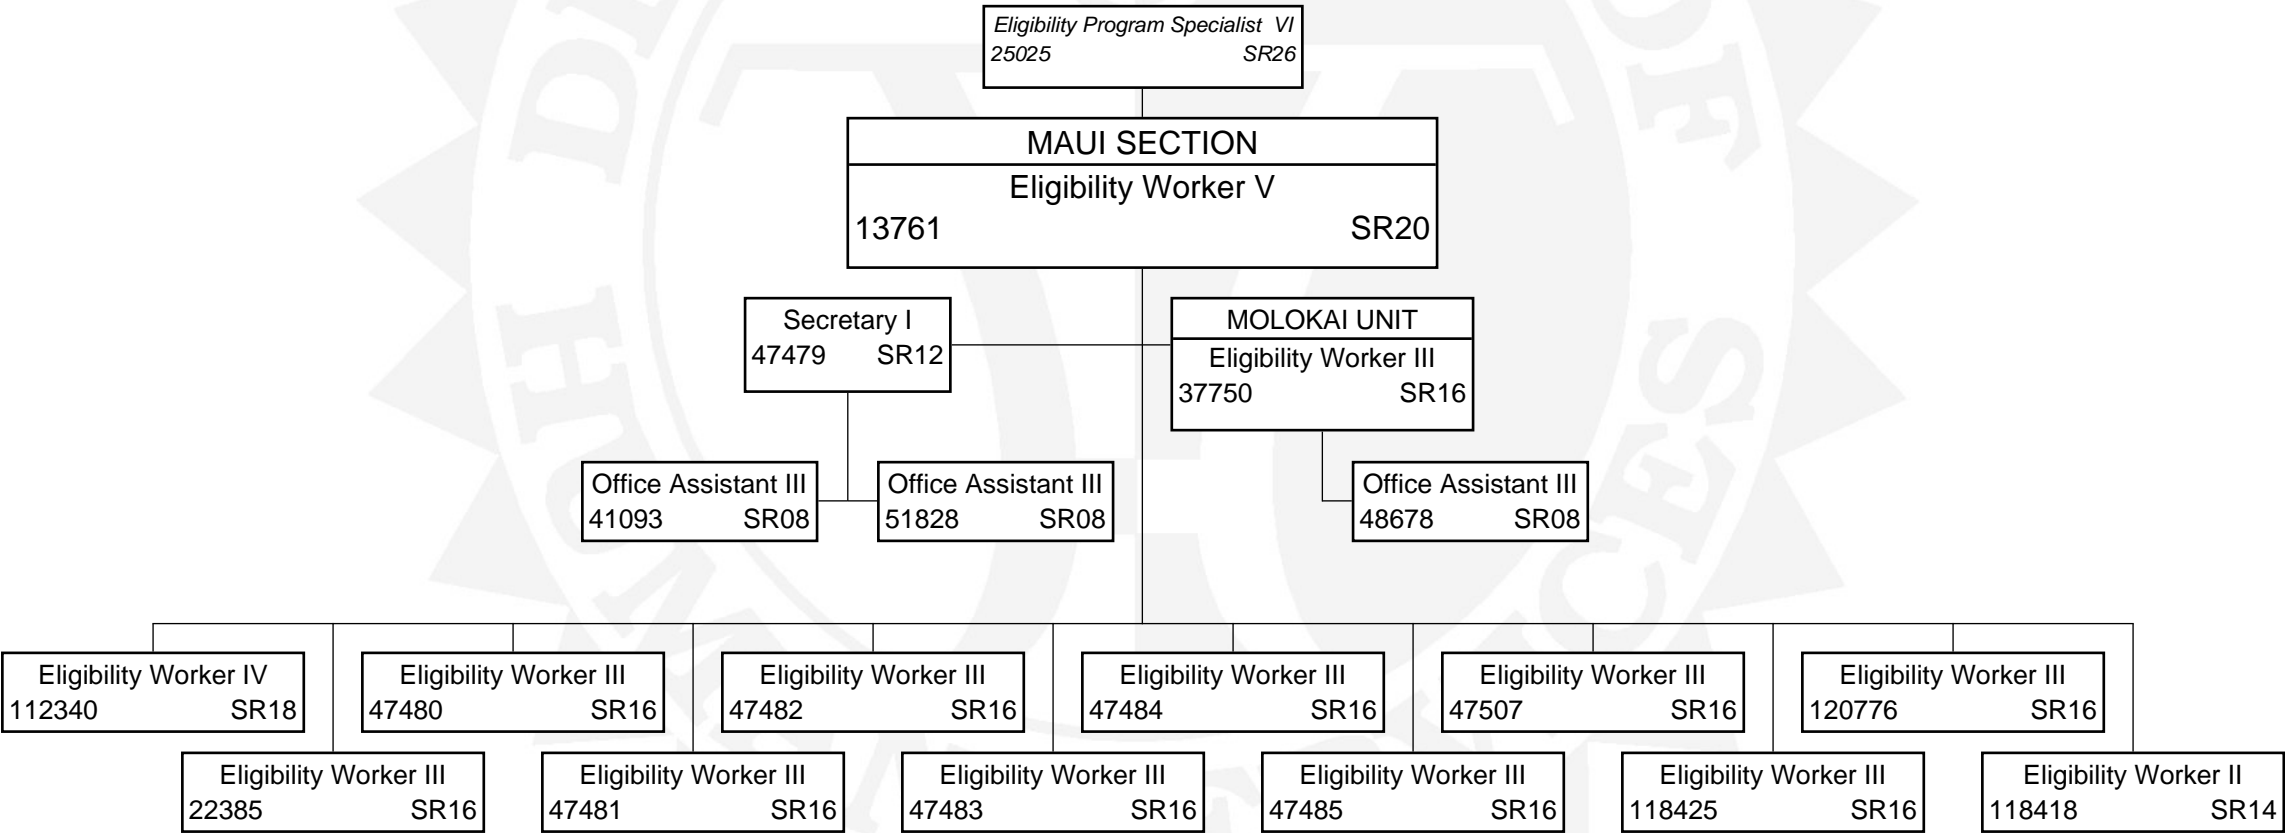 Eligibility Program Specialist VI
25025 SR26
MAUI SECTION
Eligibility Worker V
13761 SR20
Secretary I
47479 SR12
MOLOKAI UNIT
Eligibility Worker III
37750 SR16
Office Assistant III
41093 SR08
Office Assistant III
51828 SR08
Office Assistant III
48678 SR08
Eligibility Worker IV
112340 SR18
Eligibility Worker III
47480 SR16
Eligibility Worker III
47482 SR16
Eligibility Worker III
47484 SR16
Eligibility Worker III
47507 SR16
Eligibility Worker III
120776 SR16
Eligibility Worker III
22385 SR16
Eligibility Worker III
47481 SR16
Eligibility Worker III
47483 SR16
Eligibility Worker III
47485 SR16
Eligibility Worker III
118425 SR16
Eligibility Worker II
118418 SR14